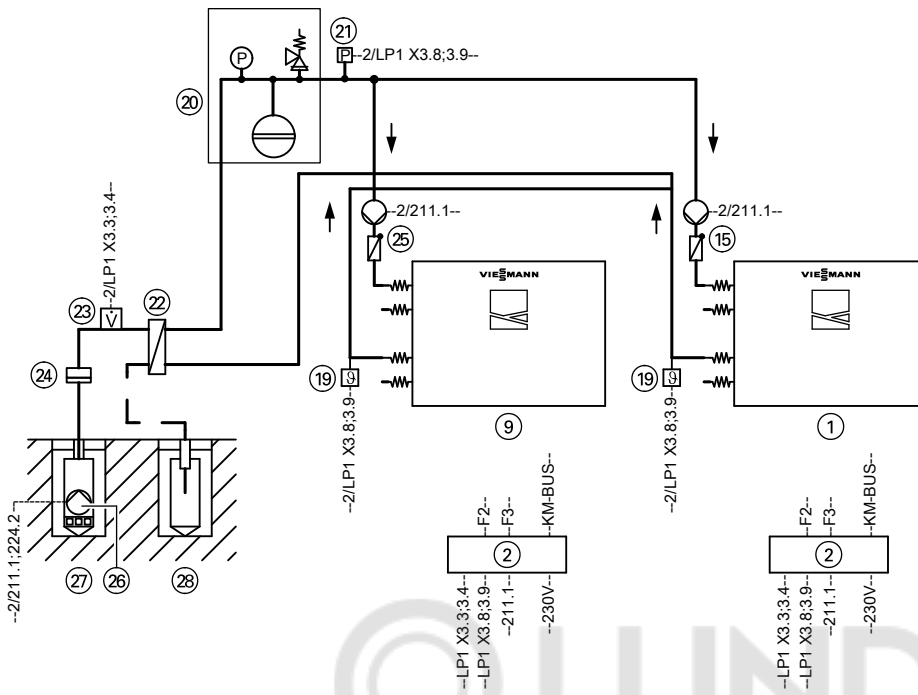 21
P
P
--2/LP1 X3.8;3.9--
20
--2/LP1 X3.3;3.4--
--2/211.1--
--2/211.1--
25
15
VIESMANN
VIESMANN
23
V
22
24
19
ϑ
19
ϑ
--2/LP1 X3.8;3.9--
--2/LP1 X3.8;3.9--
9
1
--F2--
--F3--
--KM-BUS--
--F2--
--F3--
--KM-BUS--
2
2
--2/211.1;224.2--
27
26
28
--LP1 X3.3;3.4--
--LP1 X3.8;3.9--
--211.1--
--230V--
--LP1 X3.3;3.4--
--LP1 X3.8;3.9--
--211.1--
--230V--
LUND